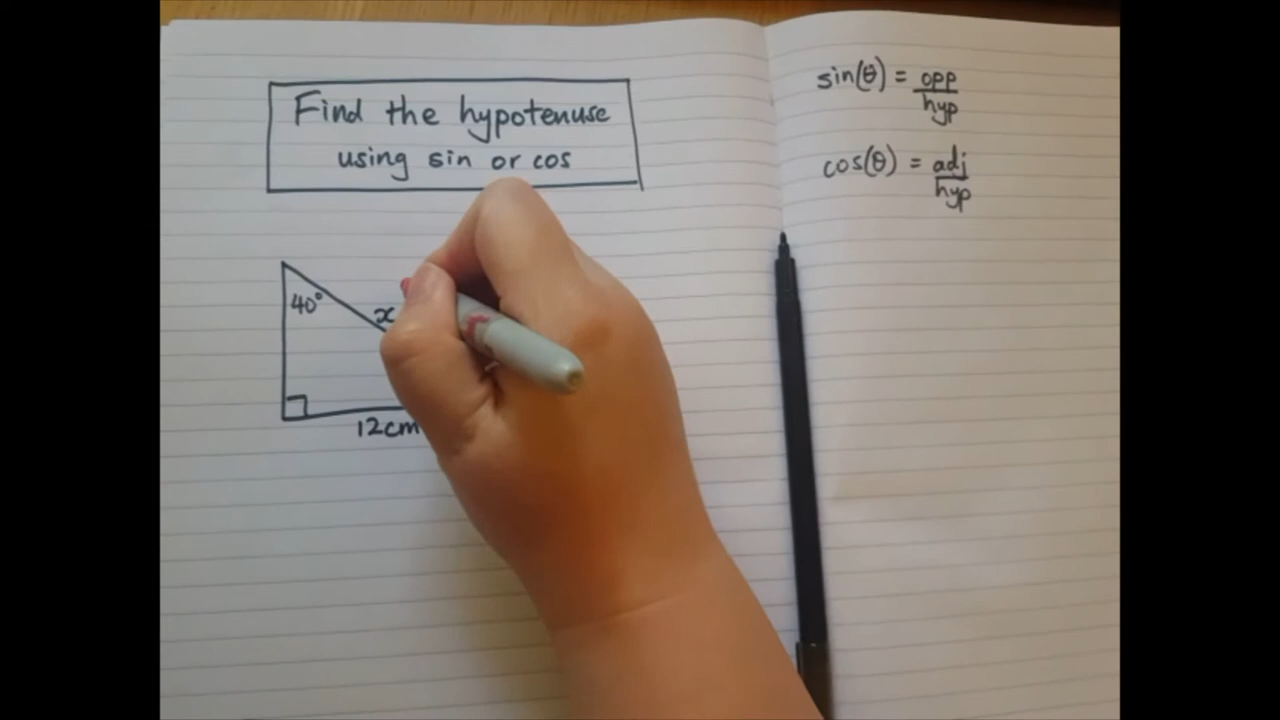 Find the hypotenuse
using sin or cos
sin(θ) = opp
hyp
cos(θ) = adj
hyp
40°
x
12cm